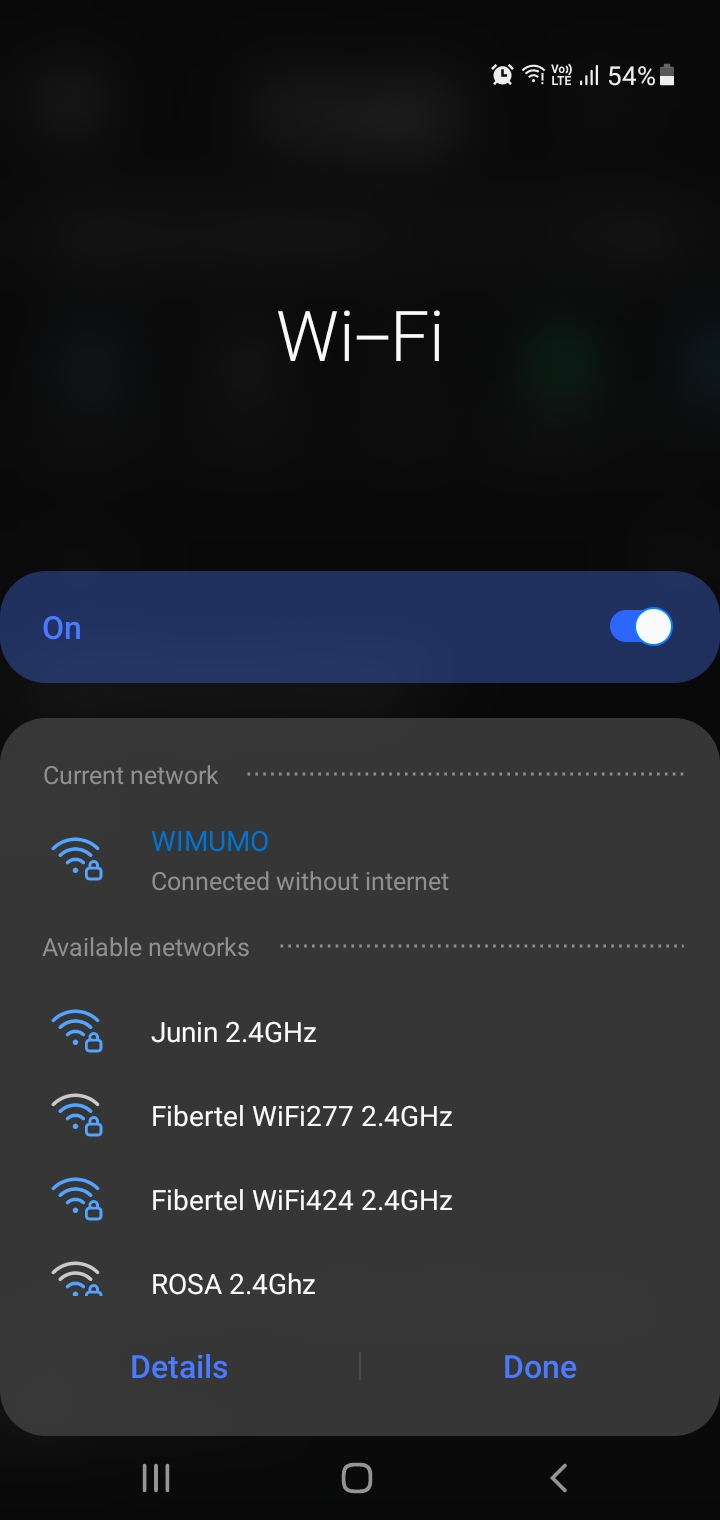 Vo)) LTE 54%
Wi-Fi
On
Current network
WIMUMO
Connected without internet
Available networks
Junin 2.4GHz
Fibertel WiFi277 2.4GHz
Fibertel WiFi424 2.4GHz
ROSA 2.4Ghz
Details Done